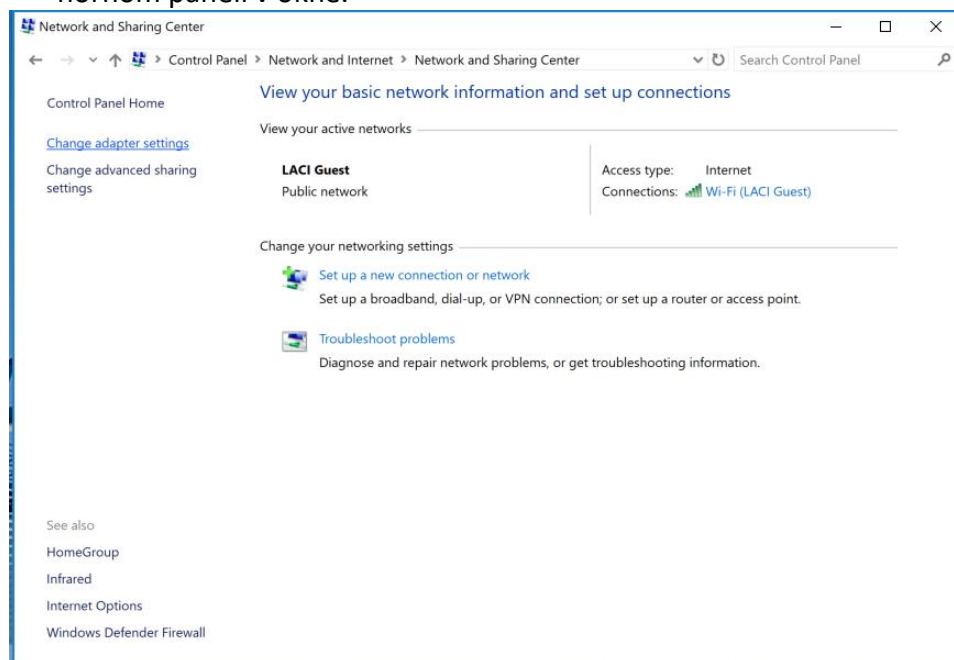 hornom paneli v okne.
Network and Sharing Center
Control Panel > Network and Internet > Network and Sharing Center
Search Control Panel
Control Panel Home
Change adapter settings
Change advanced sharing
settings
View your basic network information and set up connections
View your active networks
LACI Guest
Public network
Access type: Internet
Connections: Wi-Fi (LACI Guest)
Change your networking settings
Set up a new connection or network
Set up a broadband, dial-up, or VPN connection; or set up a router or access point.
Troubleshoot problems
Diagnose and repair network problems, or get troubleshooting information.
See also
HomeGroup
Infrared
Internet Options
Windows Defender Firewall